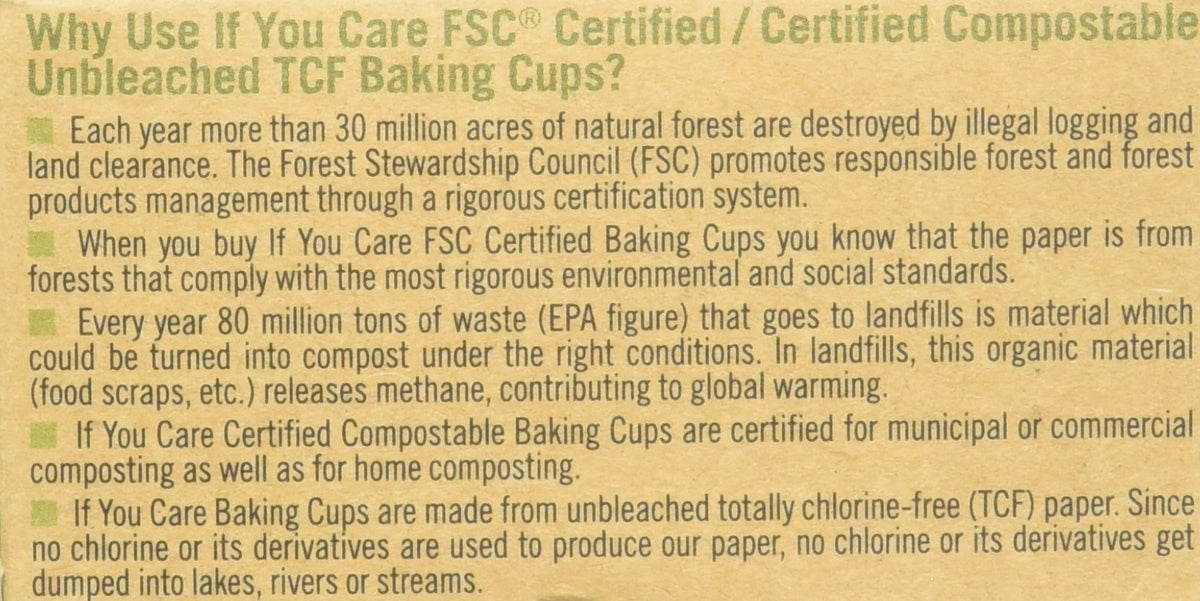 Why Use If You Care FSC® Certified / Certified Compostable
Unbleached TCF Baking Cups?
Each year more than 30 million acres of natural forest are destroyed by illegal logging and
land clearance. The Forest Stewardship Council (FSC) promotes responsible forest and forest
products management through a rigorous certification system.
When you buy If You Care FSC Certified Baking Cups you know that the paper is from
forests that comply with the most rigorous environmental and social standards.
Every year 80 million tons of waste (EPA figure) that goes to landfills is material which
could be turned into compost under the right conditions. In landfills, this organic material
(food scraps, etc.) releases methane, contributing to global warming.
If You Care Certified Compostable Baking Cups are certified for municipal or commercial
composting as well as for home composting.
If You Care Baking Cups are made from unbleached totally chlorine-free (TCF) paper. Since
no chlorine or its derivatives are used to produce our paper, no chlorine or its derivatives get
dumped into lakes, rivers or streams.